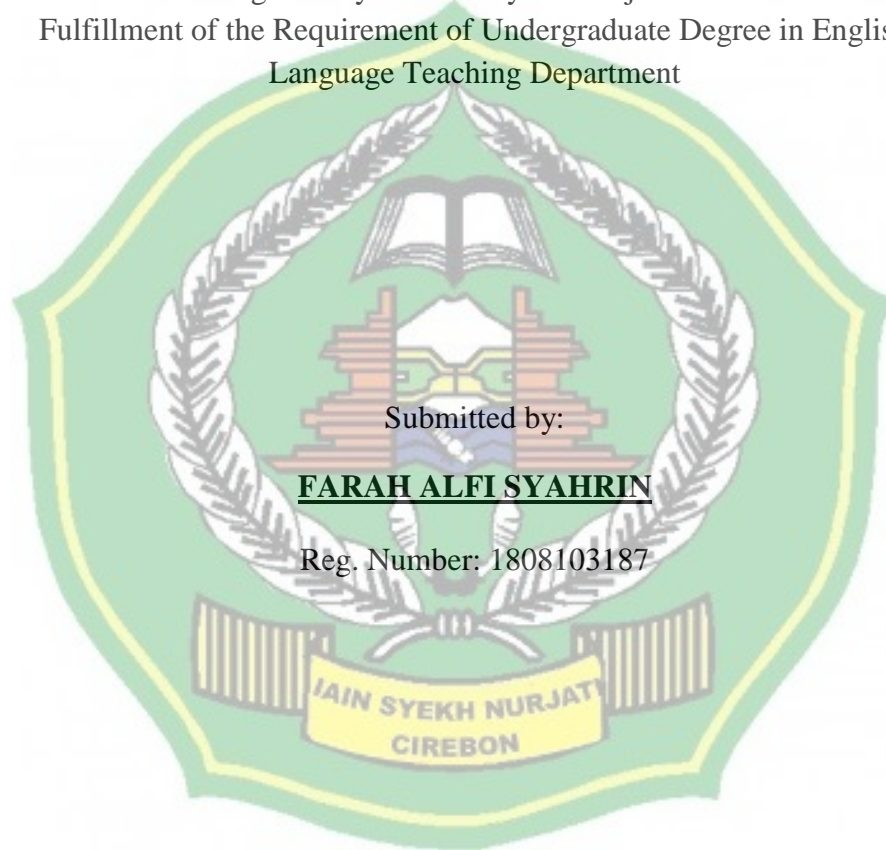 Fulfillment of the Requirement of Undergraduate Degree in Englis
Language Teaching Department
Submitted by:
FARAH ALFI SYAHRIN
Reg. Number: 1808103187
IAIN SYEKH NURJATI
CIREBON